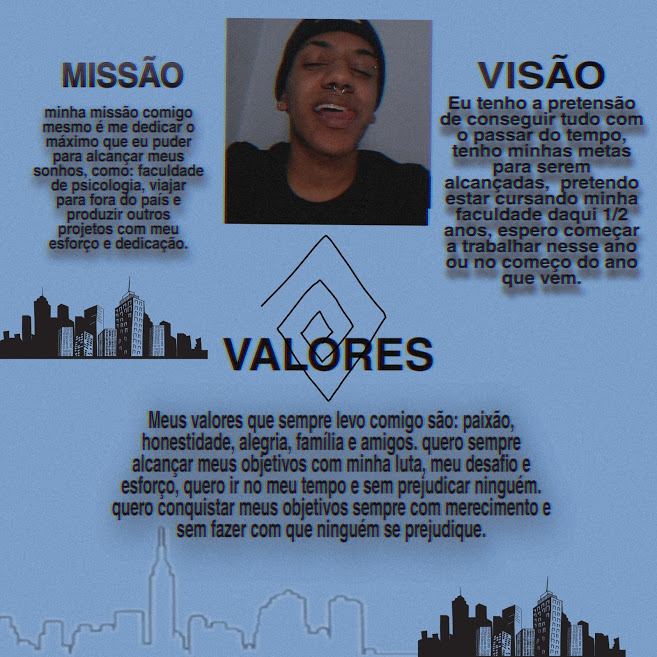 MISSÃO
minha missão comigo
mesmo é me dedicar o
máximo que eu puder
para alcançar meus
sonhos, como: faculdade
de psicologia, viajar
para fora do país e
produzir outros
projetos com meu
esforço e dedicação.
VISÃO
Eu tenho a pretensão
de conseguir tudo com
o passar do tempo,
tenho minhas metas
para serem
alcançadas, pretendo
estar cursando minha
faculdade daqui 1/2
anos, espero começar
a trabalhar nesse ano
ou no começo do ano
que vem.
VALORES
Meus valores que sempre levo comigo são: paixão,
honestidade, alegria, família e amigos. quero sempre
alcançar meus objetivos com minha luta, meu desafio e
esforço, quero ir no meu tempo e sem prejudicar ninguém.
quero conquistar meus objetivos sempre com merecimento e
sem fazer com que ninguém se prejudique.